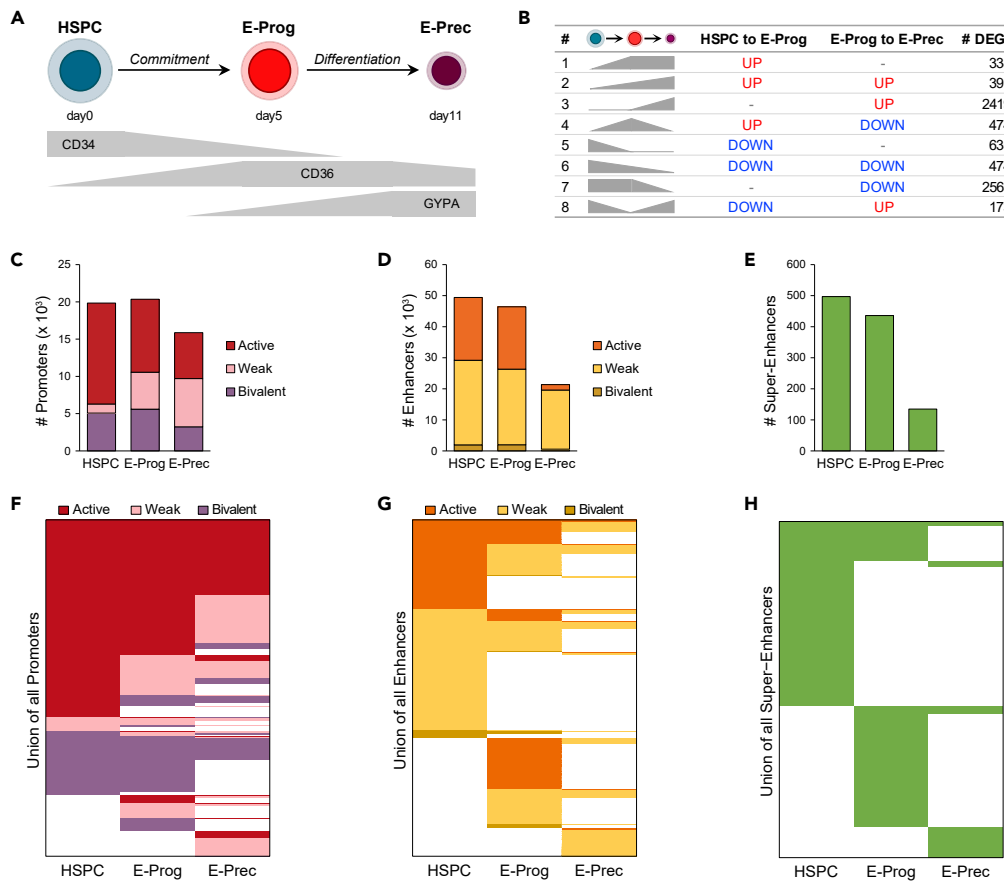 A
HSPC E-Prog E-Prec
Commitment Differentiation
day0 day5 day11
CD34
CD36
GYPA
B
# HSPC to E-Prog E-Prog to E-Prec # DEG
1 UP - 33
2 UP UP 39
3 - UP 241
4 UP DOWN 47
5 DOWN - 63
6 DOWN DOWN 47
7 - DOWN 256
8 DOWN UP 17
C
# Promoters (x 10³)
25
20
15
10
5
0
HSPC E-Prog E-Prec
Active
Weak
Bivalent
D
# Enhancers (x 10³)
60
50
40
30
20
10
0
HSPC E-Prog E-Prec
Active
Weak
Bivalent
E
# Super-Enhancers
600
500
400
300
200
100
0
HSPC E-Prog E-Prec
F
Active Weak Bivalent
Union of all Promoters
HSPC E-Prog E-Prec
G
Active Weak Bivalent
Union of all Enhancers
HSPC E-Prog E-Prec
H
Union of all Super−Enhancers
HSPC E-Prog E-Prec